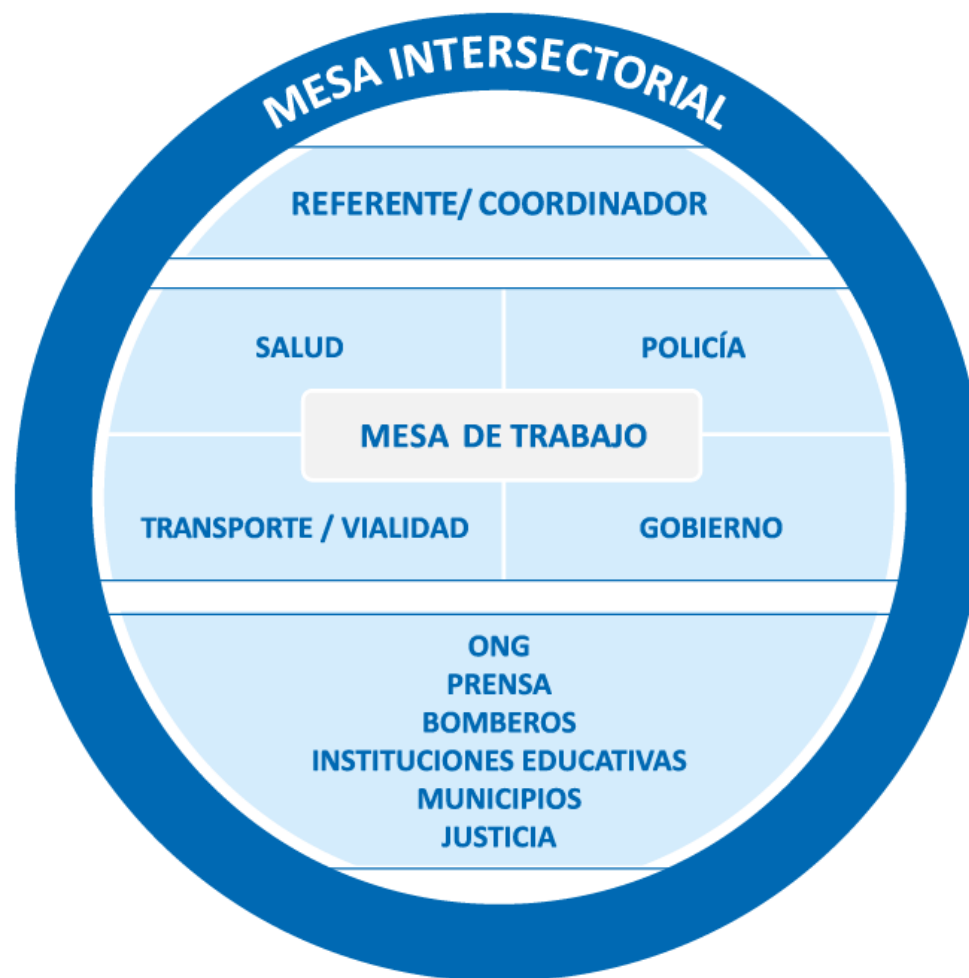 MESA INTERSECTORIAL
REFERENTE/ COORDINADOR
SALUD
POLICÍA
MESA DE TRABAJO
TRANSPORTE / VIALIDAD
GOBIERNO
ONG
PRENSA
BOMBEROS
INSTITUCIONES EDUCATIVAS
MUNICIPIOS
JUSTICIA